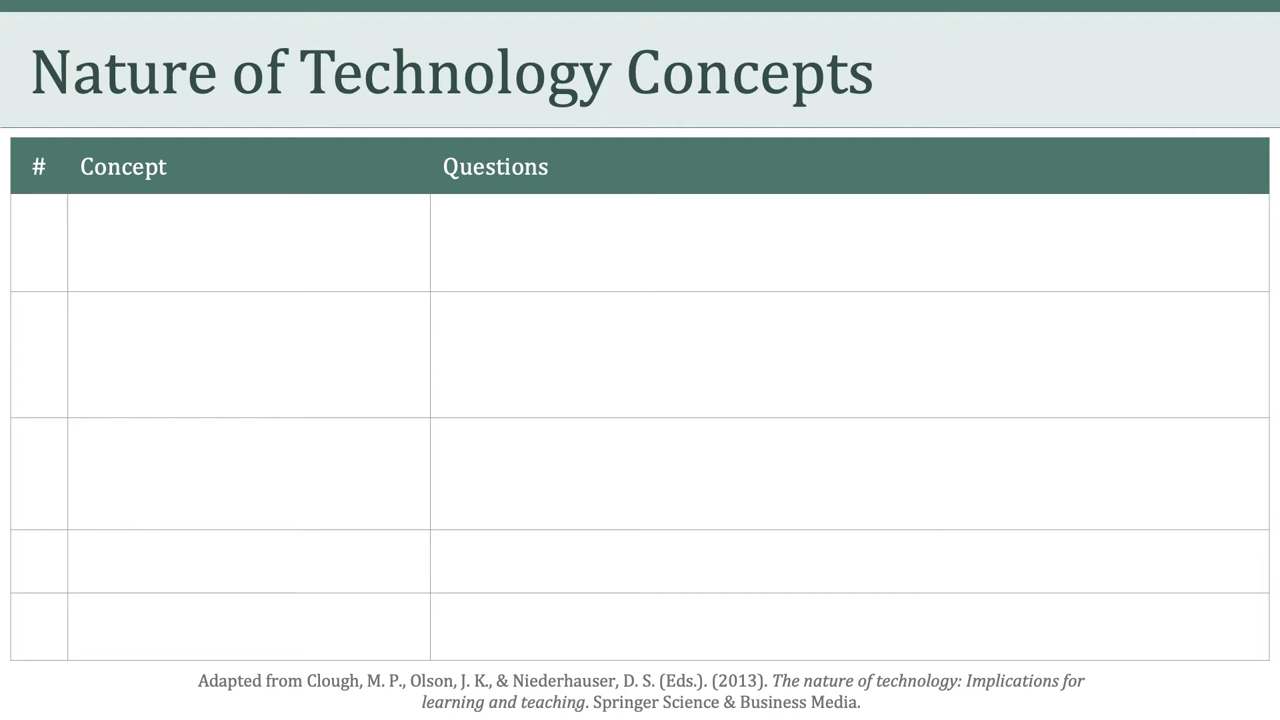 Nature of Technology Concepts
# Concept Questions
Adapted from Clough, M. P., Olson, J. K., & Niederhauser, D. S. (Eds.). (2013). The nature of technology: Implications for
learning and teaching. Springer Science & Business Media.